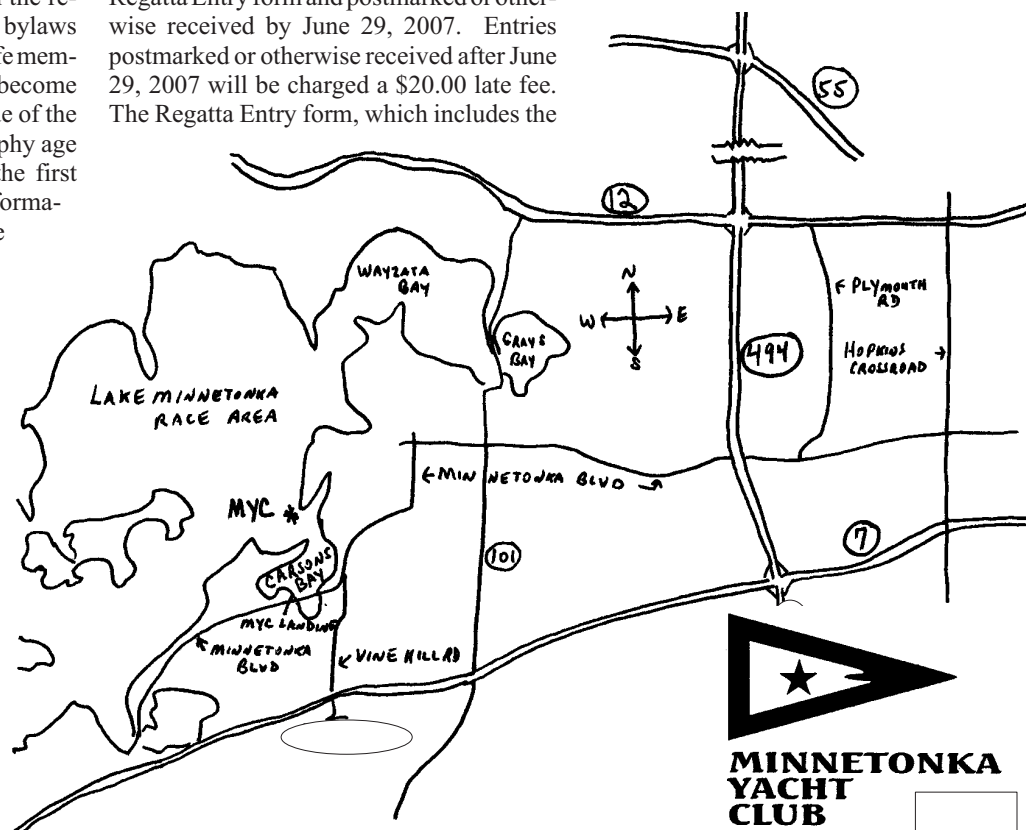 the re-
bylaws
fe mem-
become
e of the
phy age
he first
forma-
e
Regatta Entry form and postmarked or other-
wise received by June 29, 2007. Entries
postmarked or otherwise received after June
29, 2007 will be charged a $20.00 late fee.
The Regatta Entry form, which includes the
55
12
WAYZATA
BAY
N
W E
S
GRAYS
BAY
PLYMOUTH
RD
494
HOPKINS
CROSSROAD
LAKE MINNETONKA
RACE AREA
MINNETONKA BLVD
MYC *
101
7
CARSONS
BAY
MYC LANDING
MINNETONKA
BLVD
VINE HILL RD
MINNETONKA
YACHT
CLUB